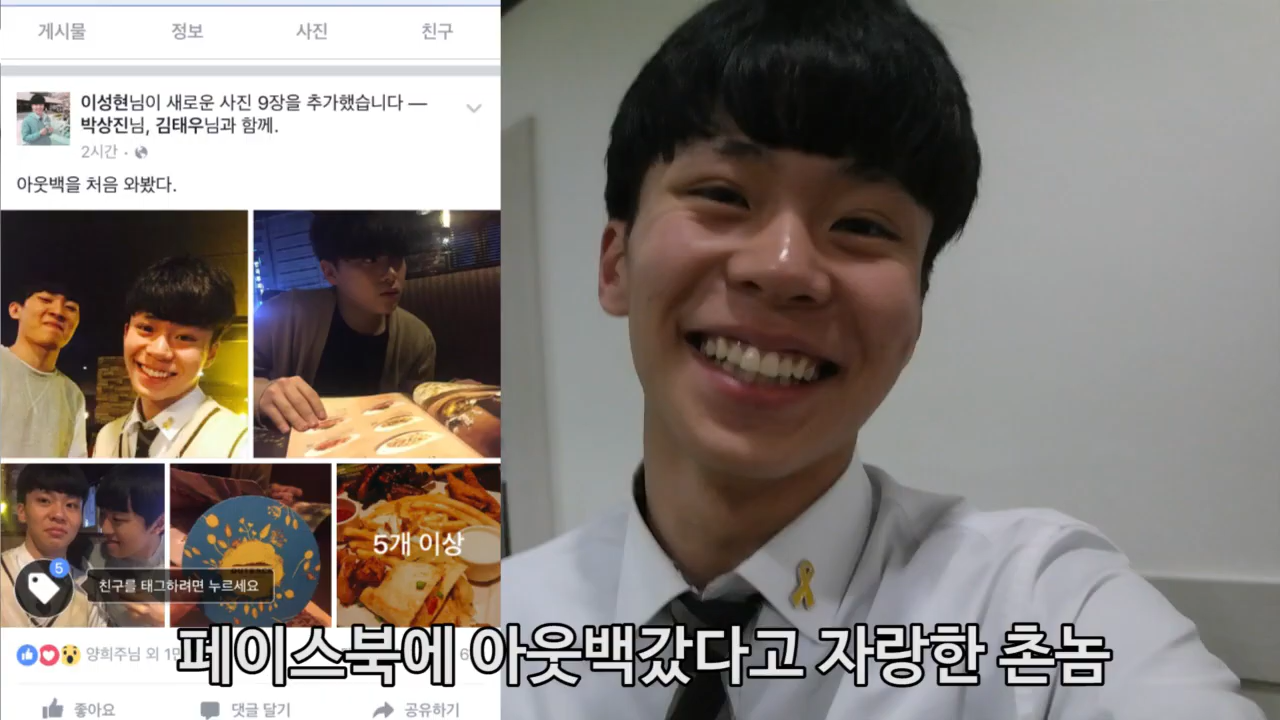 게시물 정보 사진 친구
이성현님이 새로운 사진 9장을 추가했습니다 —
박상진님, 김태우님과 함께.
2시간 ·
아웃백을 처음 와봤다.
5개 이상
5
친구를 태그하려면 누르세요
양희주님 외 1
페이스북에 아웃백갔다고 자랑한 촌놈
좋아요 댓글 달기 공유하기